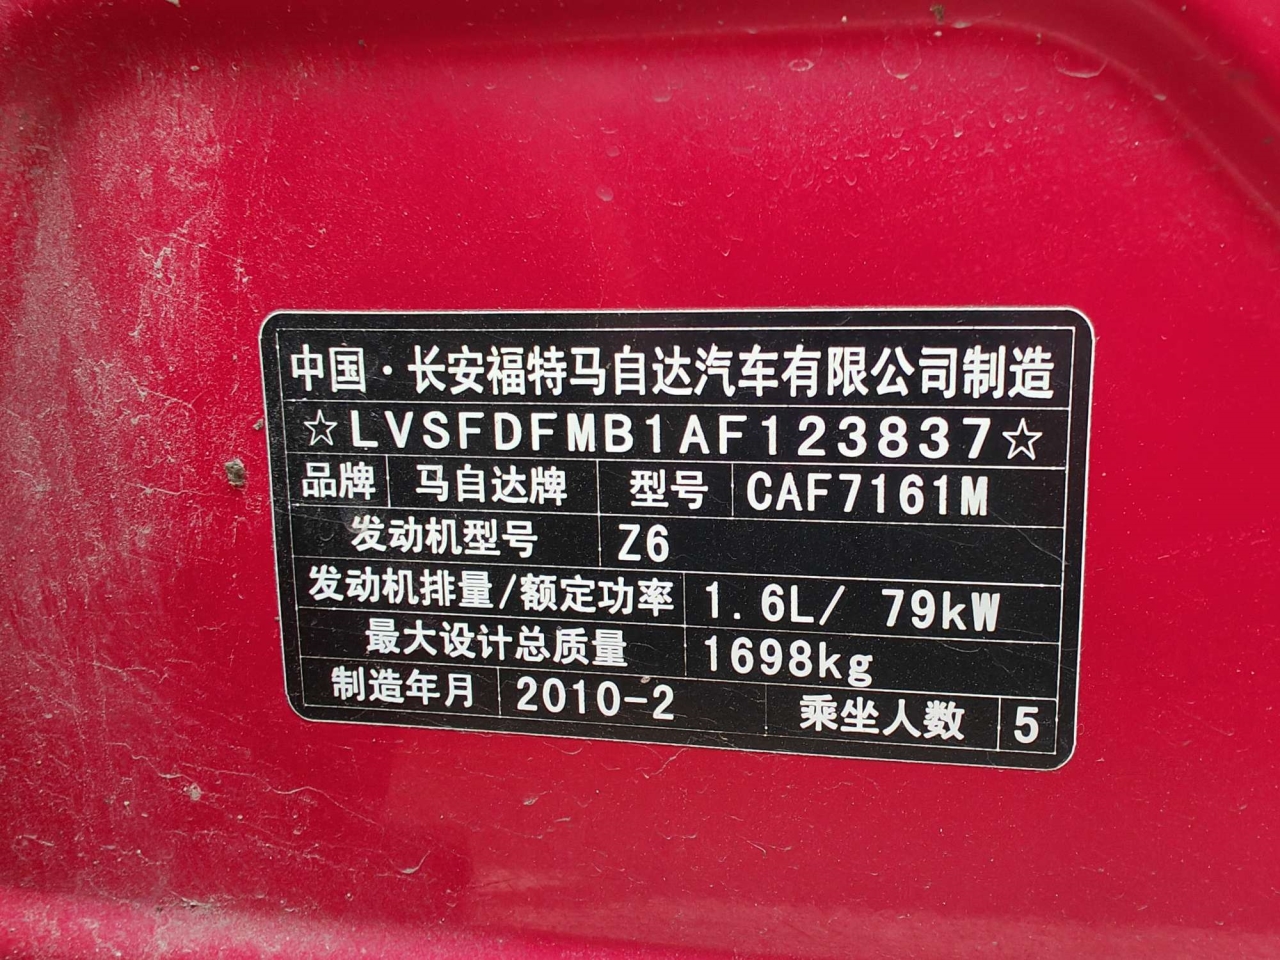 中国·长安福特马自达汽车有限公司制造
☆LVSFDFMB1AF123837☆
品牌 马自达牌 型号 CAF7161M
发动机型号 Z6
发动机排量/额定功率 1.6L/ 79kW
最大设计总质量 1698kg
制造年月 2010-2 乘坐人数 5